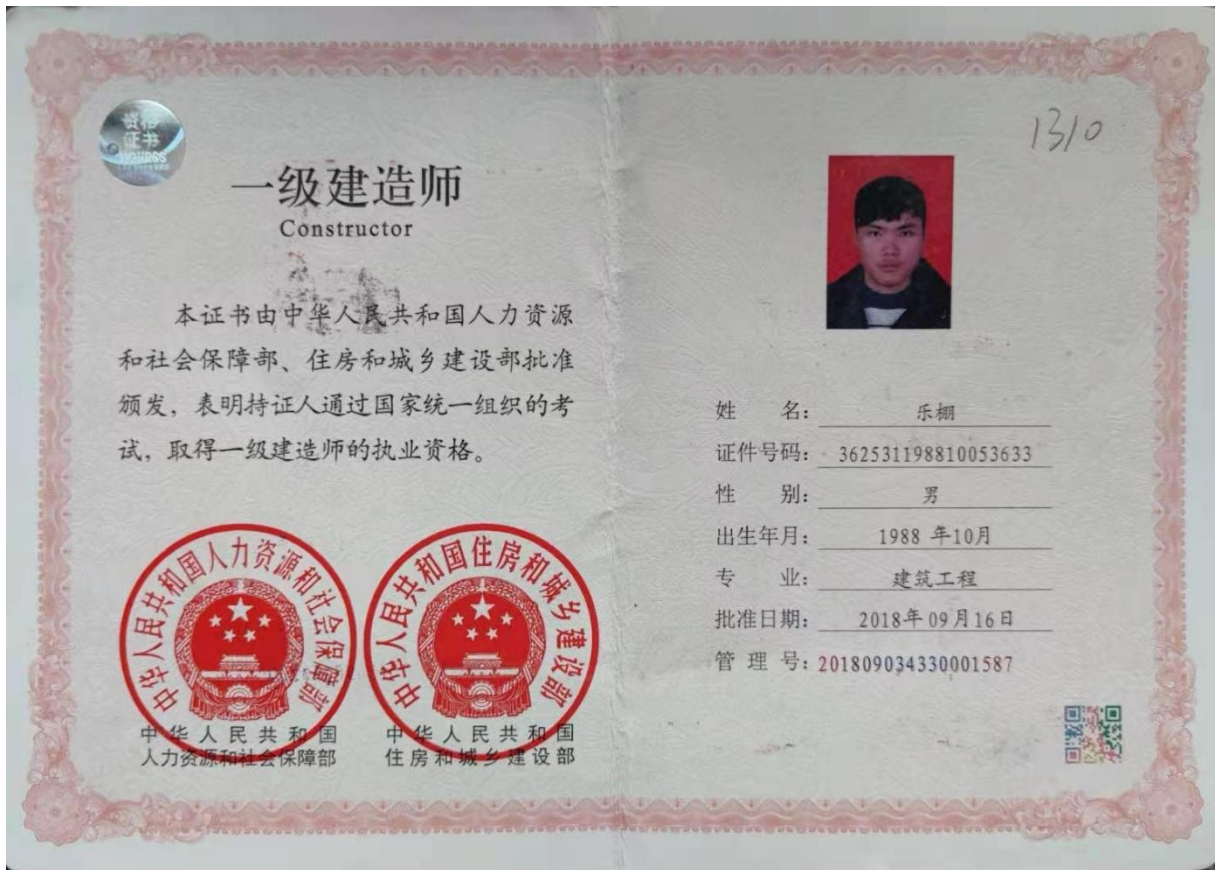 资格
证书
MOHRSS
一级建造师
Constructor
本证书由中华人民共和国人力资源
和社会保障部、住房和城乡建设部批准
颁发，表明持证人通过国家统一组织的考
试，取得一级建造师的执业资格。
中华人民共和国人力资源和社会保障部
中华人民共和国住房和城乡建设部
中华人民共和国
人力资源和社会保障部
中华人民共和国
住房和城乡建设部
1310
姓 名：乐棚
证件号码：362531198810053633
性 别：男
出生年月：1988 年10月
专 业：建筑工程
批准日期：2018年09月16日
管 理 号：201809034330001587